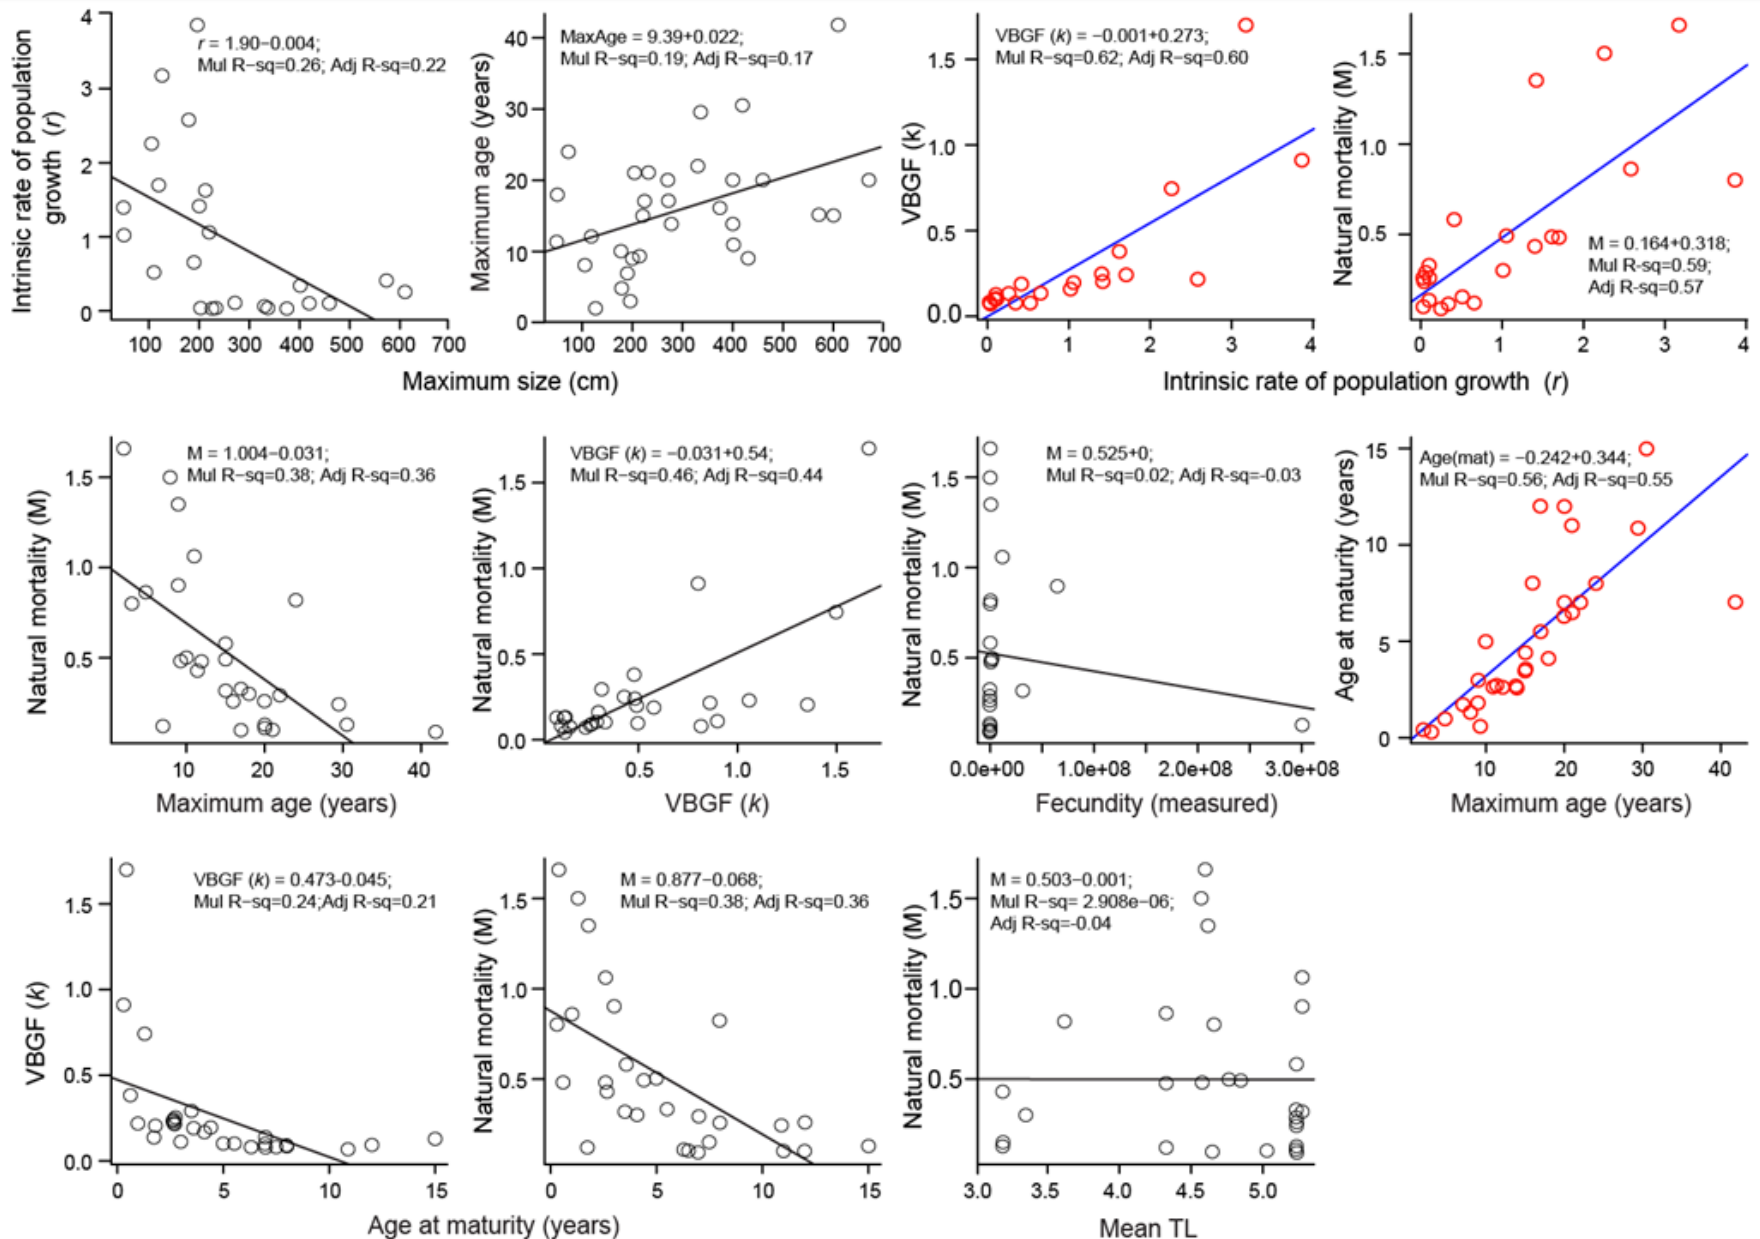 Intrinsic rate of population
growth (r)
4
3
2
1
0
r = 1.90−0.004;
Mul R−sq=0.26; Adj R-sq=0.22
100 200 300 400 500 600 700
Maximum age (years)
40
30
20
10
0
MaxAge = 9.39+0.022;
Mul R−sq=0.19; Adj R−sq=0.17
100 200 300 400 500 600 700
Maximum size (cm)
VBGF (k)
1.5
1.0
0.5
0.0
VBGF (k) = −0.001+0.273;
Mul R−sq=0.62; Adj R−sq=0.60
0 1 2 3 4
Natural mortality (M)
1.5
1.0
0.5
M = 0.164+0.318;
Mul R-sq=0.59;
Adj R-sq=0.57
0 1 2 3 4
Intrinsic rate of population growth (r)
Natural mortality (M)
1.5
1.0
0.5
M = 1.004−0.031;
Mul R−sq=0.38; Adj R-sq=0.36
10 20 30 40
Maximum age (years)
Natural mortality (M)
1.5
1.0
0.5
0.0
VBGF (k) = −0.031+0.54;
Mul R−sq=0.46; Adj R−sq=0.44
0.5 1.0 1.5
VBGF (k)
Natural mortality (M)
1.5
1.0
0.5
M = 0.525+0;
Mul R−sq=0.02; Adj R-sq=-0.03
0.0e+00 1.0e+08 2.0e+08 3.0e+08
Fecundity (measured)
Age at maturity (years)
15
10
5
0
Age(mat) = −0.242+0.344;
Mul R−sq=0.56; Adj R−sq=0.55
10 20 30 40
Maximum age (years)
VBGF (k)
1.5
1.0
0.5
0.0
VBGF (k) = 0.473-0.045;
Mul R−sq=0.24;Adj R−sq=0.21
0 5 10 15
Natural mortality (M)
1.5
1.0
0.5
M = 0.877−0.068;
Mul R−sq=0.38; Adj R−sq=0.36
0 5 10 15
Age at maturity (years)
Natural mortality (M)
1.5
1.0
0.5
M = 0.503−0.001;
Mul R−sq= 2.908e−06;
Adj R-sq=-0.04
3.0 3.5 4.0 4.5 5.0
Mean TL